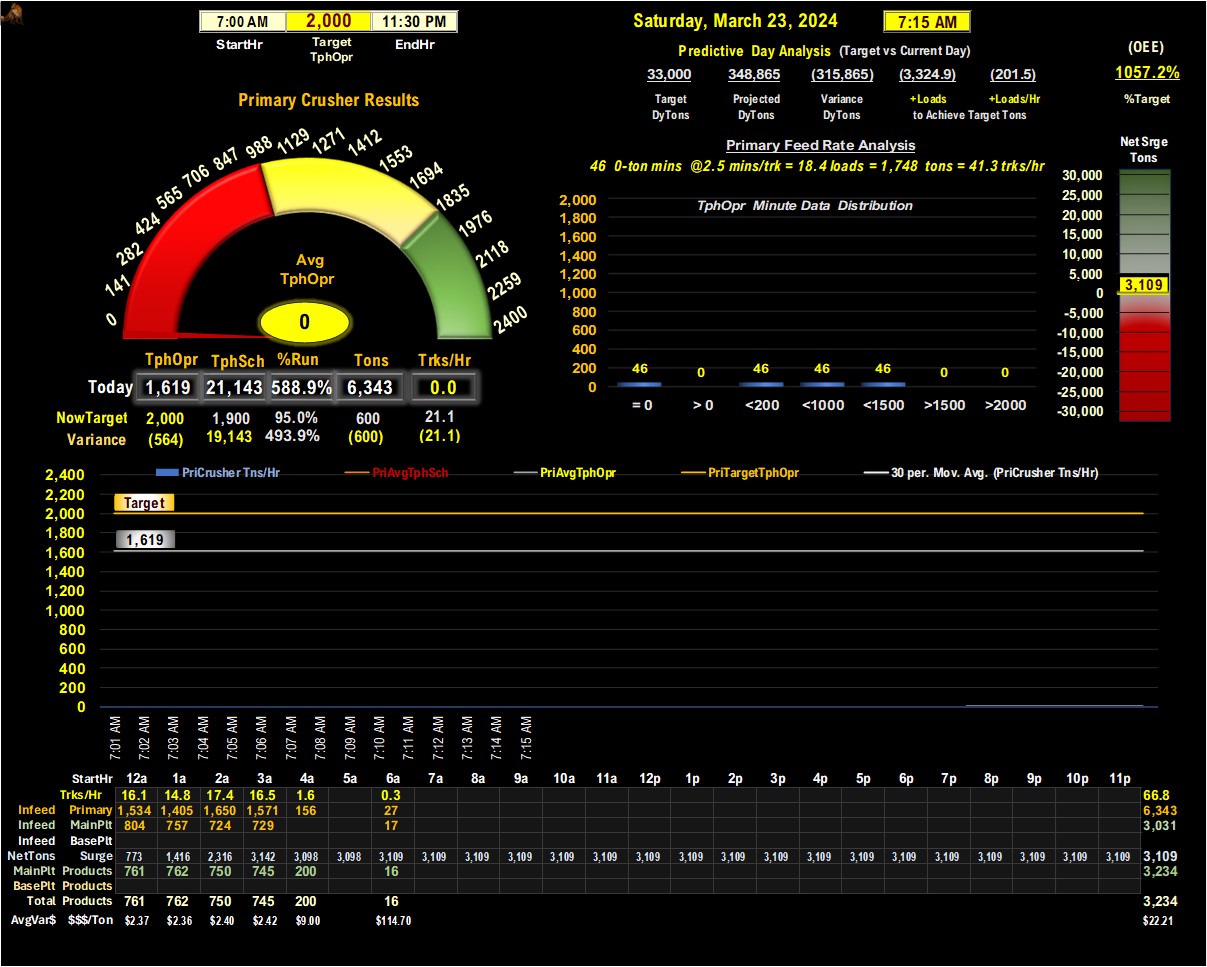 7:00 AM 2,000 11:30 PM
StartHr Target TphOpr EndHr
Saturday, March 23, 2024 7:15 AM
Predictive Day Analysis (Target vs Current Day)
33,000 348,865 (315,865) (3,324.9) (201.5)
Target DyTons Projected DyTons Variance DyTons +Loads +Loads/Hr to Achieve Target Tons
(OEE)
1057.2%
%Target
Primary Crusher Results
0 141 282 424 565 706 847 988 1129 1271 1412 1553 1694 1835 1976 2118 2259 2400
Avg
TphOpr
0
TphOpr TphSch %Run Tons Trks/Hr
Today 1,619 21,143 588.9% 6,343 0.0
NowTarget 2,000 1,900 95.0% 600 21.1
Variance (564) 19,143 493.9% (600) (21.1)
Primary Feed Rate Analysis
46 0-ton mins @2.5 mins/trk = 18.4 loads = 1,748 tons = 41.3 trks/hr
TphOpr Minute Data Distribution
2,000
1,800
1,600
1,400
1,200
1,000
800
600
400
200
0
46 0 46 46 46 0 0
= 0 > 0 <200 <1000 <1500 >1500 >2000
Net Srge
Tons
30,000
25,000
20,000
15,000
10,000
5,000
3,109
0
-5,000
-10,000
-15,000
-20,000
-25,000
-30,000
PriCrusher Tns/Hr PriAvgTphSch PriAvgTphOpr PriTargetTphOpr 30 per. Mov. Avg. (PriCrusher Tns/Hr)
2,400
2,200
2,000
1,800
1,600
1,400
1,200
1,000
800
600
400
200
0
Target
1,619
7:01 AM 7:02 AM 7:03 AM 7:04 AM 7:05 AM 7:06 AM 7:07 AM 7:08 AM 7:09 AM 7:10 AM 7:11 AM 7:12 AM 7:13 AM 7:14 AM 7:15 AM
StartHr 12a 1a 2a 3a 4a 5a 6a 7a 8a 9a 10a 11a 12p 1p 2p 3p 4p 5p 6p 7p 8p 9p 10p 11p
Trks/Hr 16.1 14.8 17.4 16.5 1.6 0.3 66.8
Infeed Primary 1,534 1,405 1,650 1,571 156 27 6,343
Infeed MainPlt 804 757 724 729 17 3,031
Infeed BasePlt
NetTons Surge 773 1,416 2,316 3,142 3,098 3,098 3,109 3,109 3,109 3,109 3,109 3,109 3,109 3,109 3,109 3,109 3,109 3,109 3,109 3,109 3,109 3,109 3,109 3,109 3,109
MainPlt Products 761 762 750 745 200 16 3,234
BasePlt Products
Total Products 761 762 750 745 200 16 3,234
AvgVar$ $$$/Ton $2.37 $2.36 $2.40 $2.42 $9.00 $114.70 $22.21